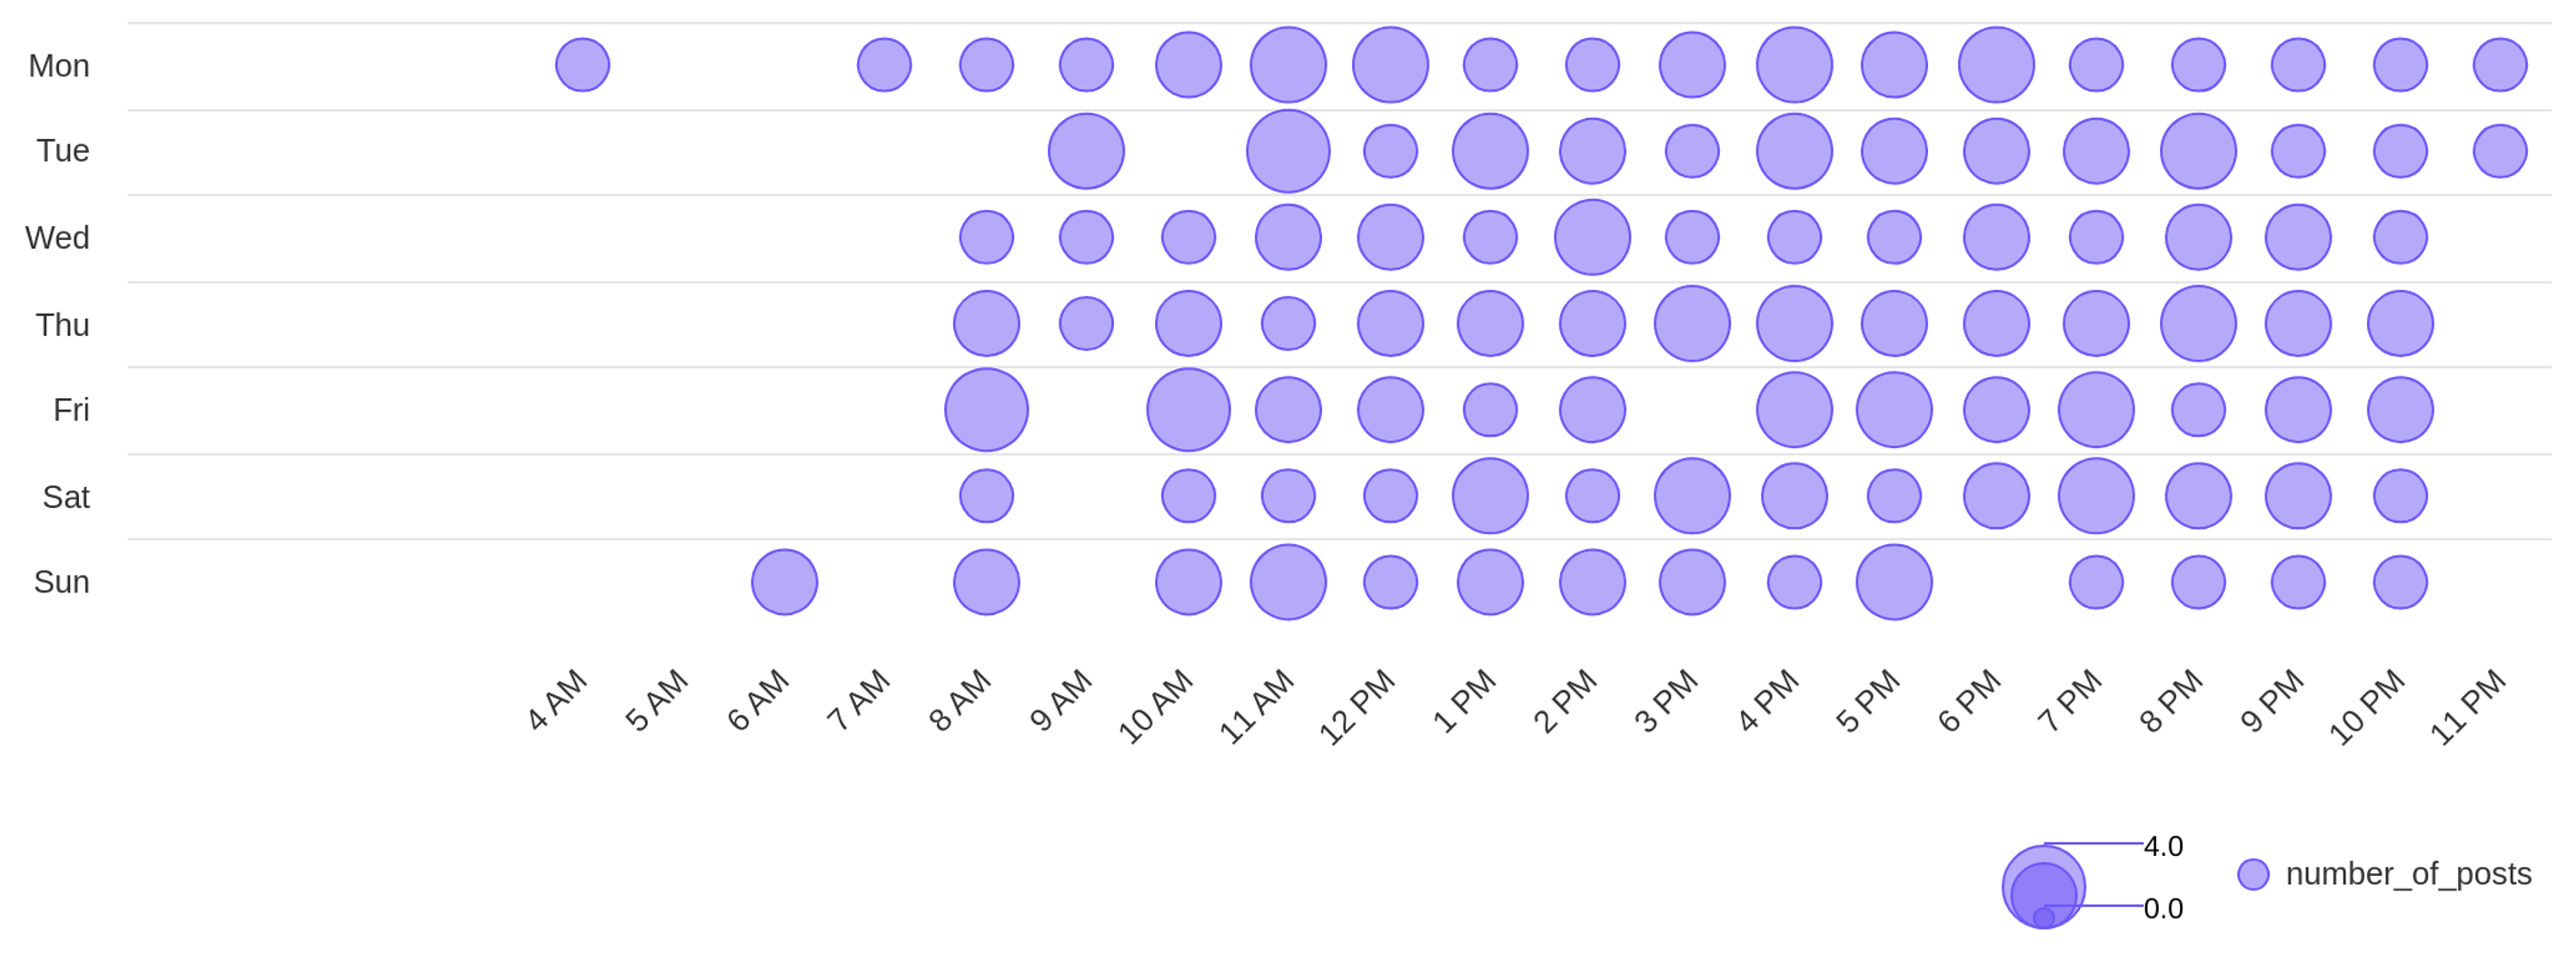 Mon
Tue
Wed
Thu
Fri
Sat
Sun
4 AM
5 AM
6 AM
7 AM
8 AM
9 AM
10 AM
11 AM
12 PM
1 PM
2 PM
3 PM
4 PM
5 PM
6 PM
7 PM
8 PM
9 PM
10 PM
11 PM
4.0
0.0
number_of_posts